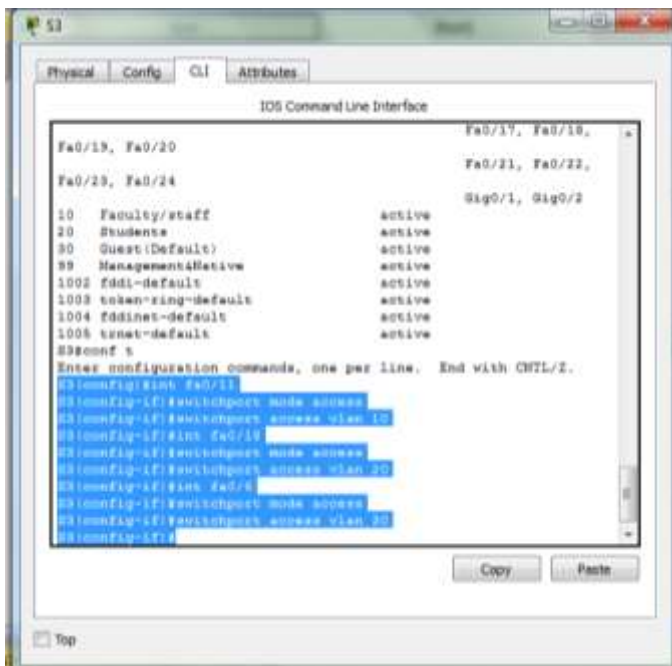 S3
Physical Config CLI Attributes
IOS Command Line Interface
Fa0/17, Fa0/18,
Fa0/19, Fa0/20
Fa0/21, Fa0/22,
Fa0/23, Fa0/24
Gig0/1, Gig0/2
10 Faculty/staff active
20 Students active
30 Guest(Default) active
99 Management&Native active
1002 fddi-default active
1003 token-ring-default active
1004 fddinet-default active
1005 trnet-default active
S3#conf t
Enter configuration commands, one per line. End with CNTL/Z.
S3(config)#int fa0/11
S3(config-if)#switchport mode access
S3(config-if)#switchport access vlan 10
S3(config-if)#int fa0/18
S3(config-if)#switchport mode access
S3(config-if)#switchport access vlan 20
S3(config-if)#int fa0/6
S3(config-if)#switchport mode access
S3(config-if)#switchport access vlan
S3(config-if)#
Copy Paste
Top